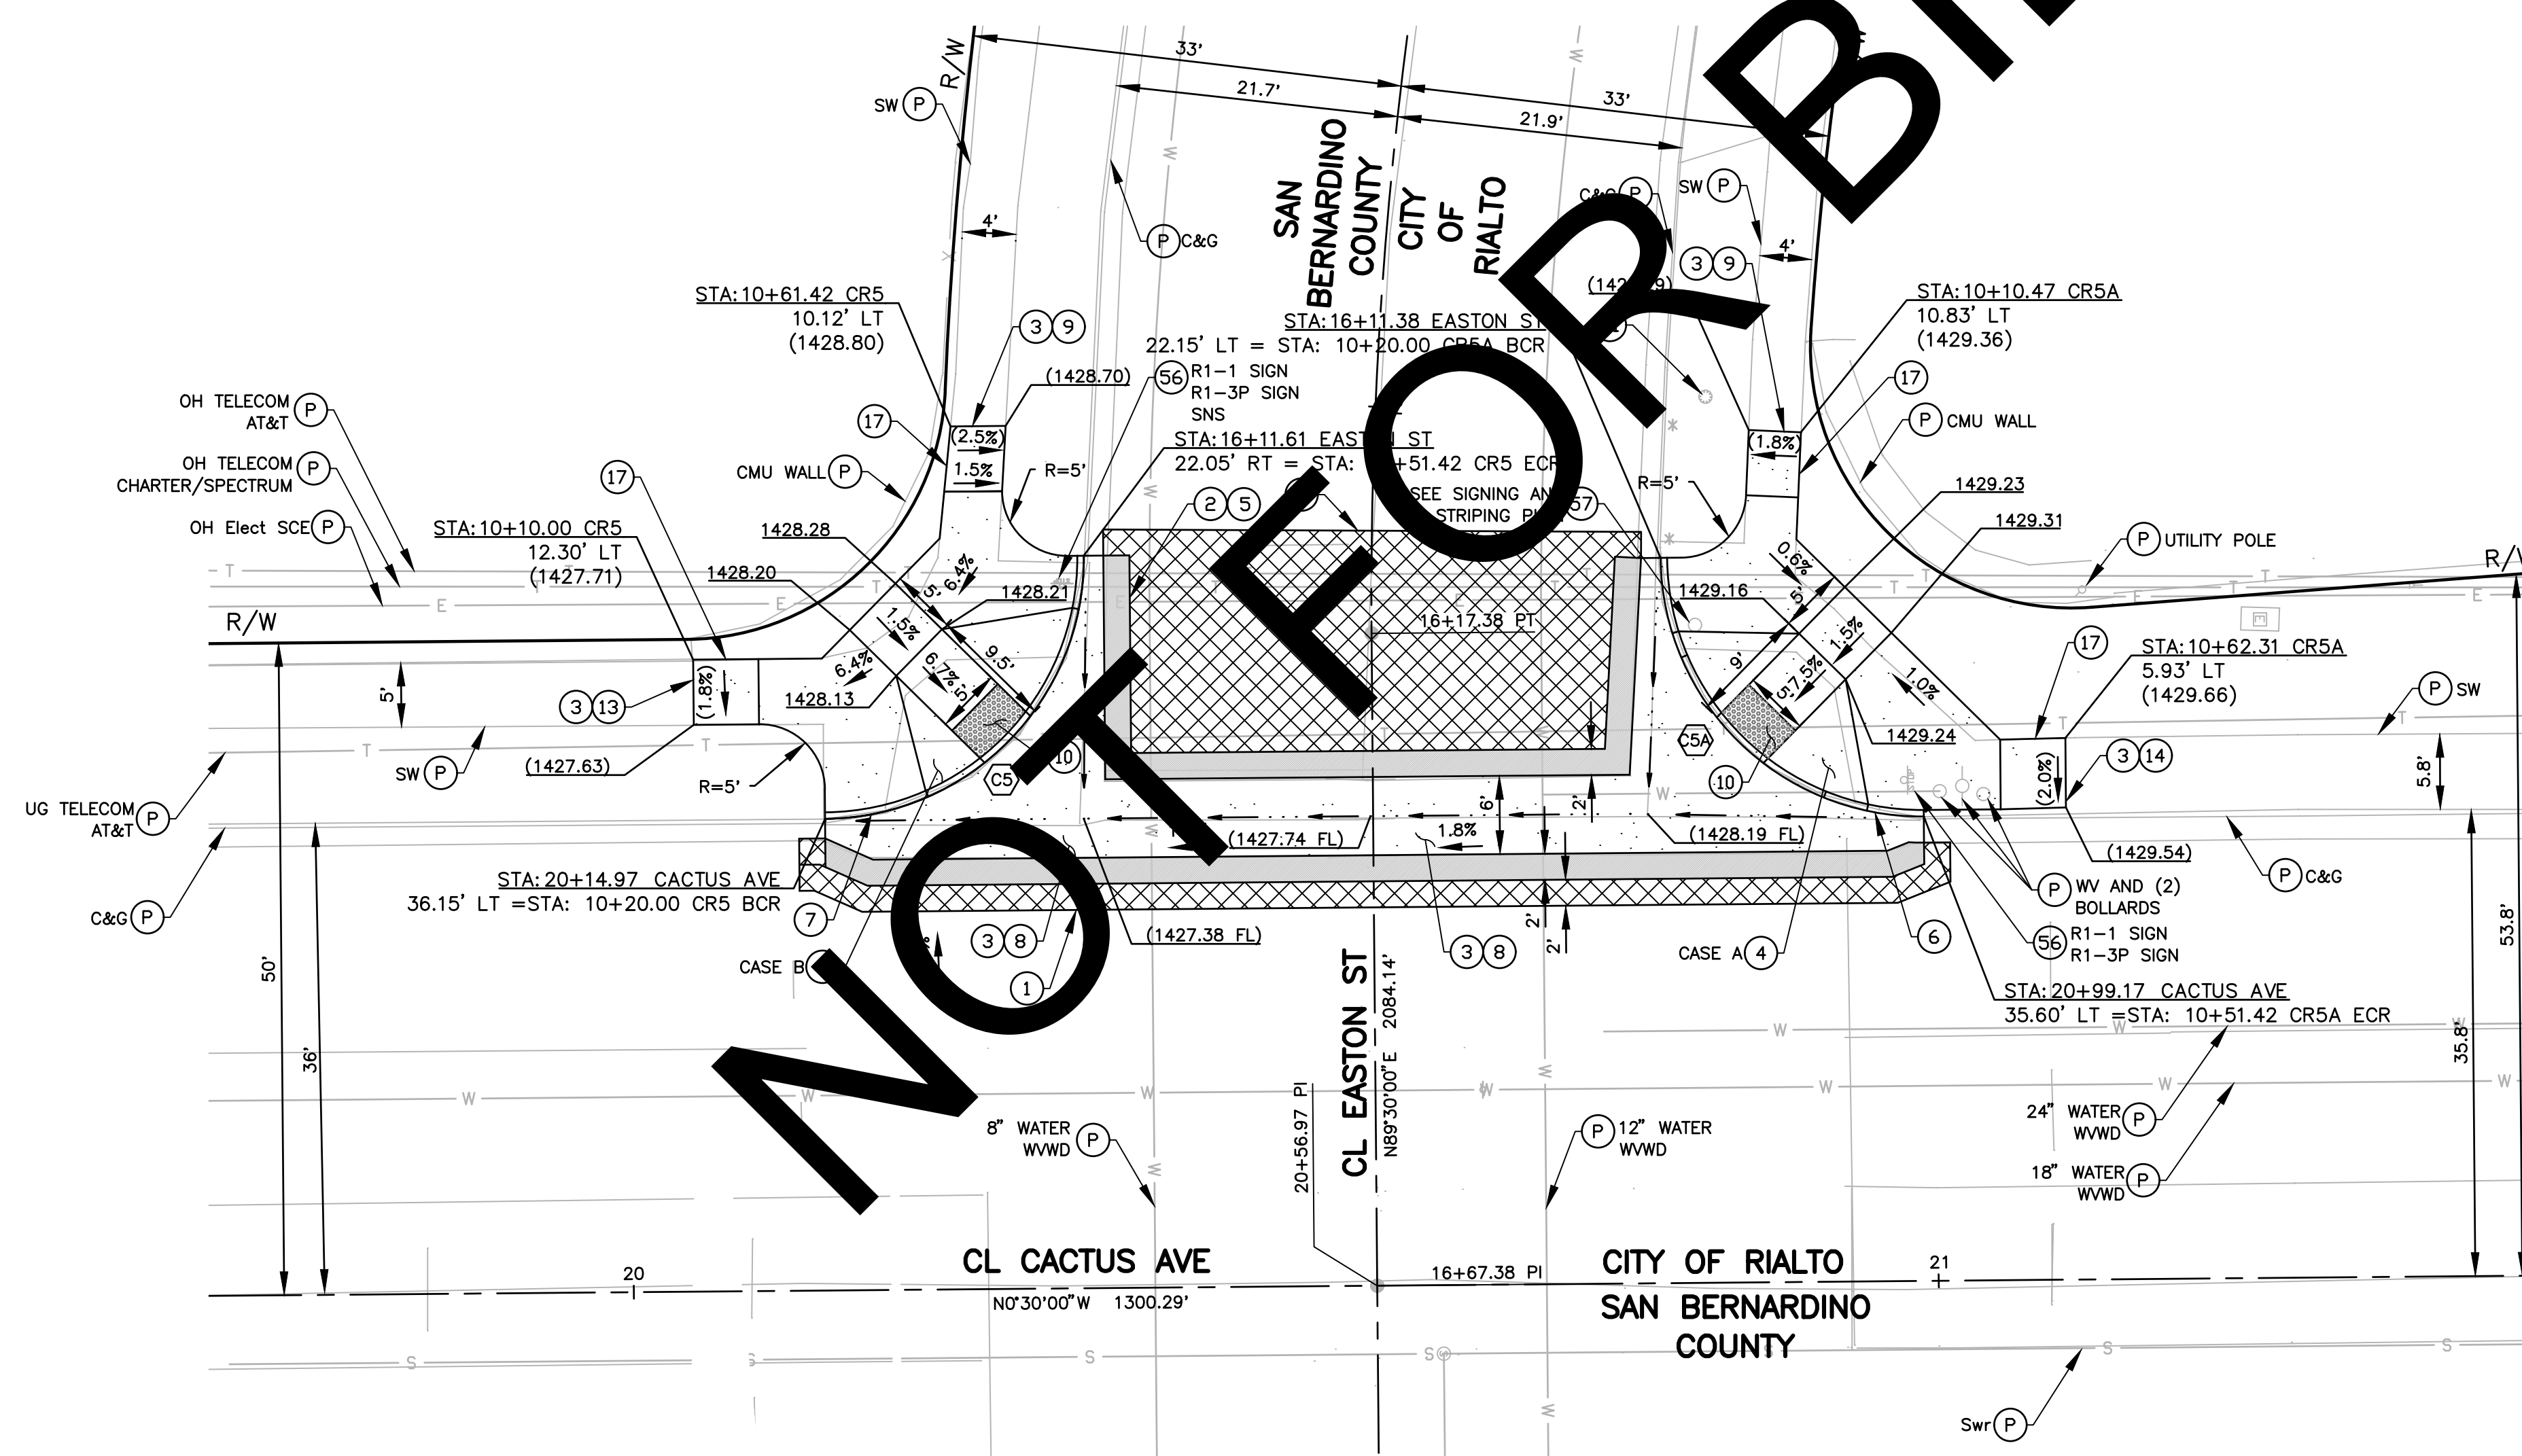 NOT FOR BI
R/W
33'
33'
21.7'
21.9'
SW P
4'
P C&G
SAN
BERNARDINO
COUNTY
CITY
OF
RIALTO
SW P
3 9
4'
STA:10+61.42 CR5
10.12' LT
(1428.80)
3 9
STA:16+11.38 EASTON ST
22.15' LT = STA: 10+20.00 CR5A BCR
STA:10+10.47 CR5A
10.83' LT
(1429.36)
(1428.70)
56 R1-1 SIGN
R1-3P SIGN
SNS
17
17
(2.5%)
1.5%
R=5'
STA:16+11.61 EASTON ST
22.05' RT = STA: 10+51.42 CR5 ECR
(1.8%)
P CMU WALL
OH TELECOM P
AT&T
OH TELECOM P
CHARTER/SPECTRUM
OH Elect SCE P
17
CMU WALL P
2 5
SEE SIGNING AN
STRIPING P
57
R=5'
1429.23
1429.31
P UTILITY POLE
R/W
STA:10+10.00 CR5
12.30' LT
(1427.71)
1428.28
1428.20
1428.21
6.4%
5'
1.5%
6.4%
6.7%
5'
9.5'
1428.13
16+17.38 PT
1429.16
0.6%
5'
1.5%
9'
7.5%
5'
1.0%
1429.24
R/W
5'
3 13
(1.8%)
SW P
(1427.63)
R=5'
C5
10
C5A
10
17
STA:10+62.31 CR5A
5.93' LT
(1429.66)
P SW
3 14
(2.0%)
5.8'
UG TELECOM P
AT&T
C&G P
6'
2'
(1427.74 FL)
1.8%
(1428.19 FL)
(1429.54)
P WV AND (2)
BOLLARDS
P C&G
STA:20+14.97 CACTUS AVE
36.15' LT =STA: 10+20.00 CR5 BCR
7
CASE B
3 8
1
(1427.38 FL)
2'
2'
3 8
CASE A 4
6
56 R1-1 SIGN
R1-3P SIGN
STA:20+99.17 CACTUS AVE
35.60' LT =STA: 10+51.42 CR5A ECR
50'
36'
53.8'
35.8'
CL EASTON ST
N89°30'00"E 2084.14'
20+56.97 PI
8" WATER P
WVWD
P 12" WATER
WVWD
24" WATER P
WVWD
18" WATER P
WVWD
20
CL CACTUS AVE
N0°30'00"W 1300.29'
16+67.38 PI
CITY OF RIALTO
SAN BERNARDINO
COUNTY
21
Swr P